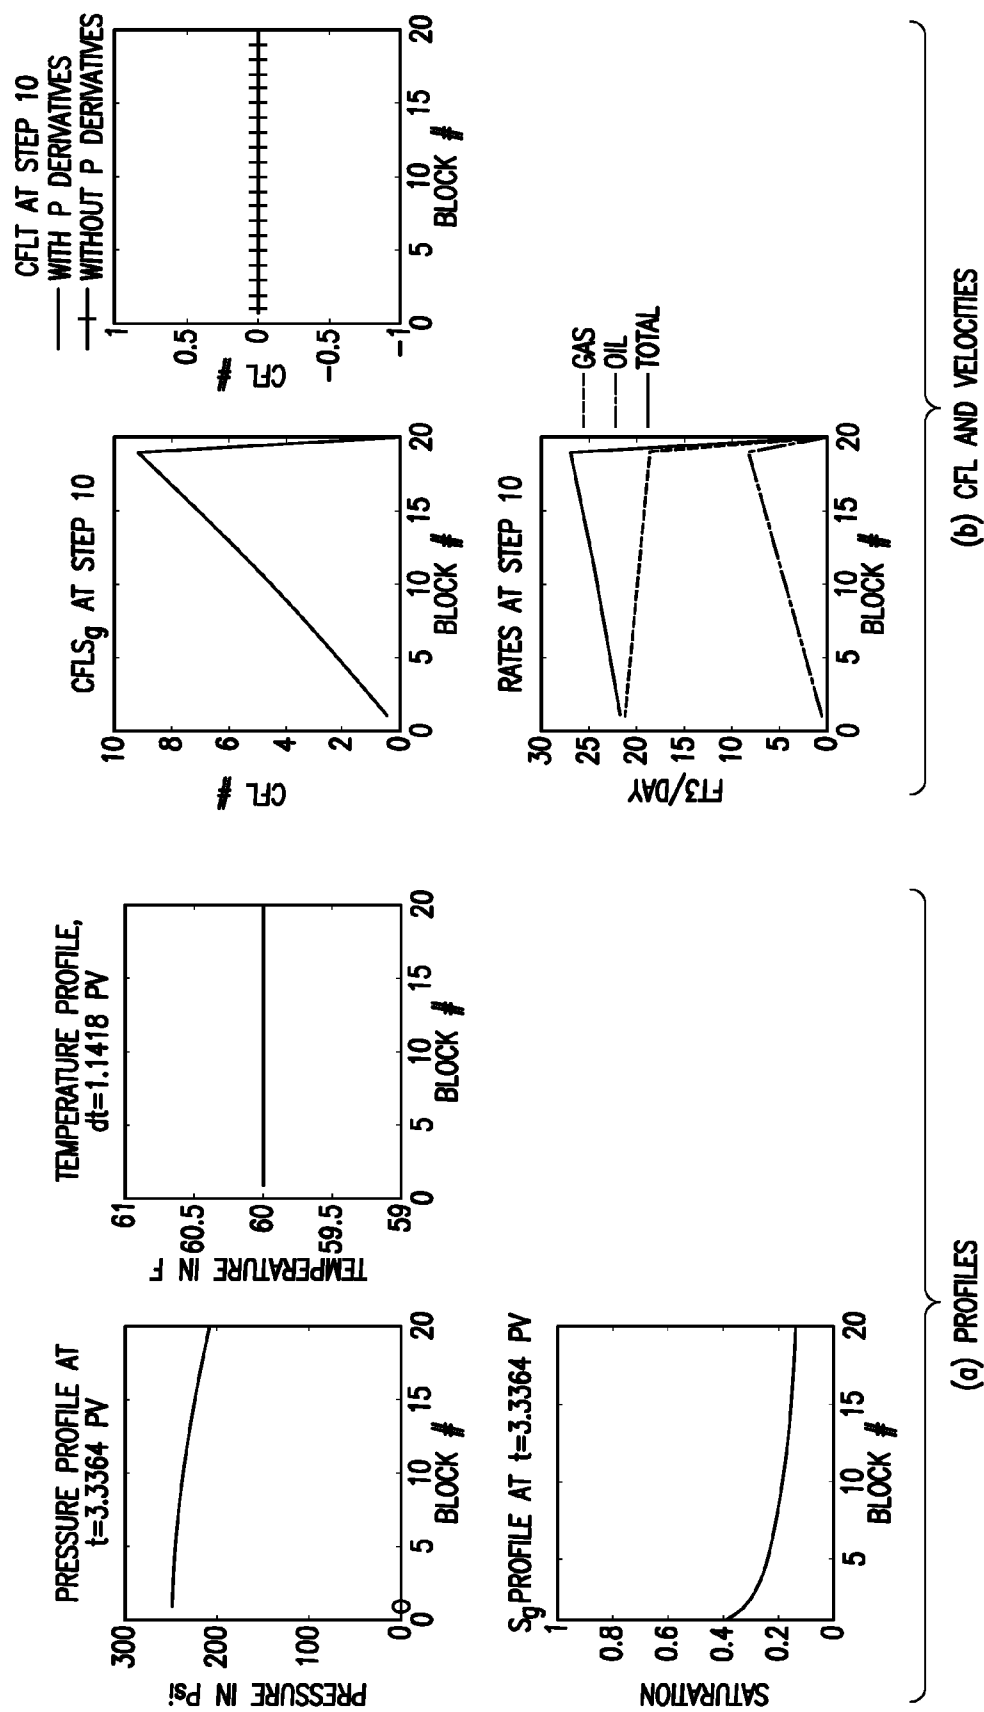 PRESSURE PROFILE AT
t=3.3364 PV
300
200
100
0
PRESSURE IN Psi
0
5
10
15
20
BLOCK #
TEMPERATURE PROFILE,
dt=1.1418 PV
61
60.5
60
59.5
59
TEMPERATURE IN F
0
5
10
15
20
BLOCK #
Sg PROFILE AT t=3.3364 PV
1
0.8
0.6
0.4
0.2
0
SATURATION
5
10
15
20
BLOCK #
(a) PROFILES
CFLSg AT STEP 10
10
8
6
4
2
0
CFL #
0
5
10
15
20
BLOCK #
CFLT AT STEP 10
WITH P DERIVATIVES
WITHOUT P DERIVATIVES
1
0.5
0
-0.5
-1
CFL #
0
5
10
15
20
BLOCK #
RATES AT STEP 10
30
25
20
15
10
5
0
FT3/DAY
0
5
10
15
20
BLOCK #
GAS
OIL
TOTAL
(b) CFL AND VELOCITIES